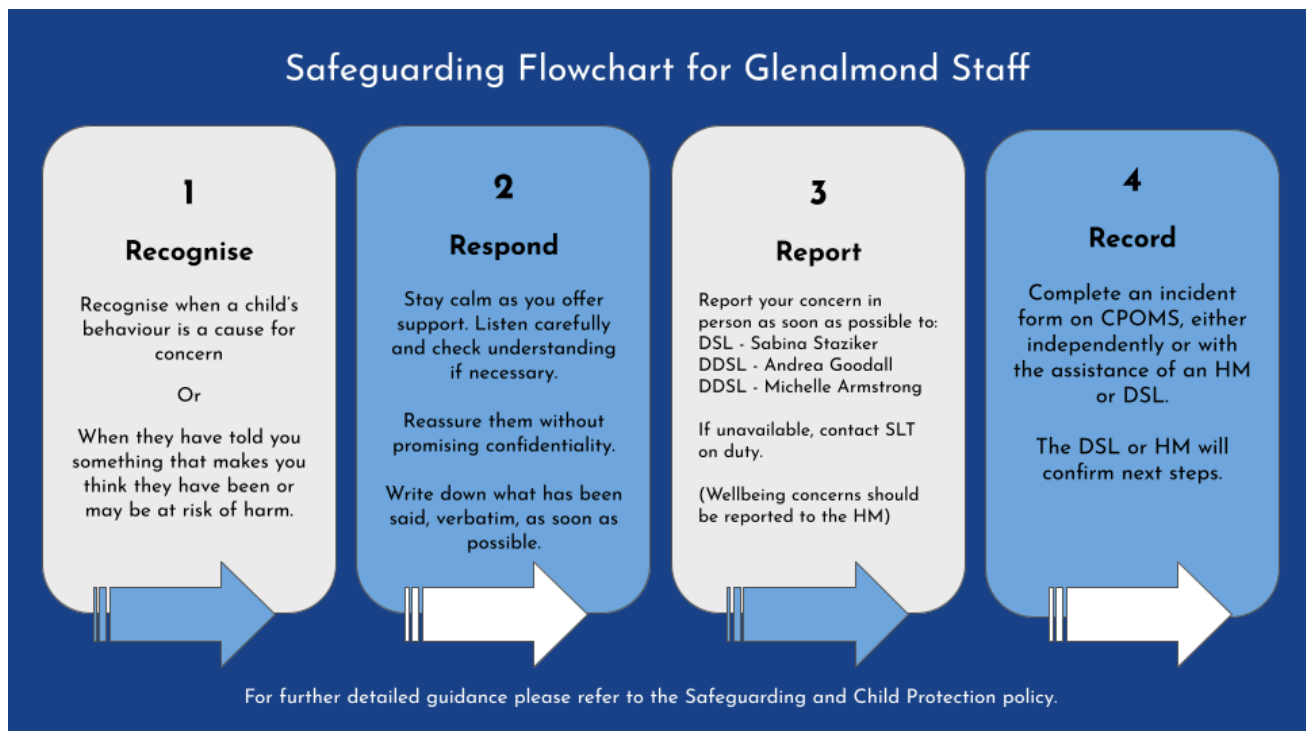 Safeguarding Flowchart for Glenalmond Staff
1
Recognise
Recognise when a child's
behaviour is a cause for
concern
Or
When they have told you
something that makes you
think they have been or
may be at risk of harm.
2
Respond
Stay calm as you offer
support. Listen carefully
and check understanding
if necessary.
Reassure them without
promising confidentiality.
Write down what has been
said, verbatim, as soon as
possible.
3
Report
Report your concern in
person as soon as possible to:
DSL - Sabina Staziker
DDSL - Andrea Goodall
DDSL - Michelle Armstrong
If unavailable, contact SLT
on duty.
(Wellbeing concerns should
be reported to the HM)
4
Record
Complete an incident
form on CPOMS, either
independently or with
the assistance of an HM
or DSL.
The DSL or HM will
confirm next steps.
For further detailed guidance please refer to the Safeguarding and Child Protection policy.